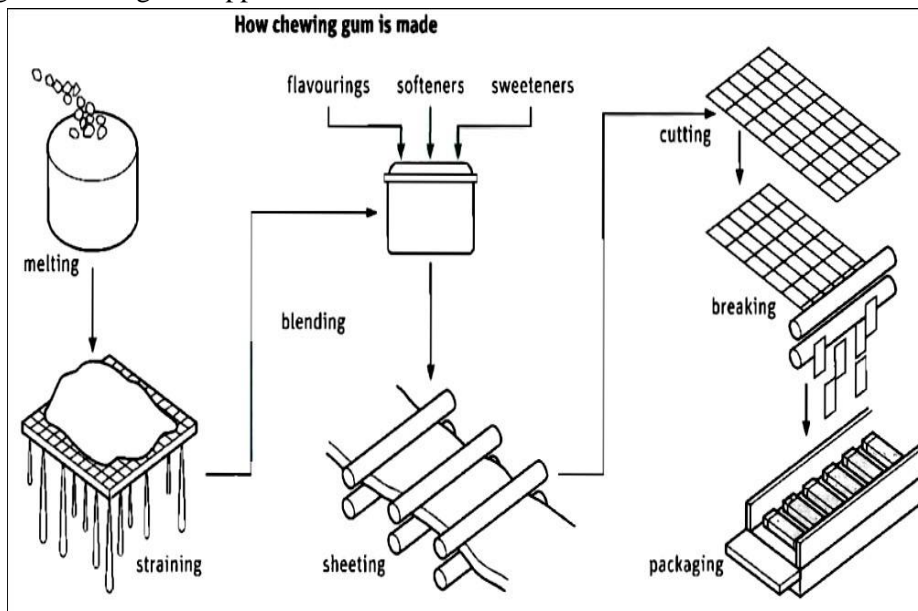 How chewing gum is made
flavourings softeners sweeteners
melting
straining
blending
sheeting
cutting
breaking
packaging